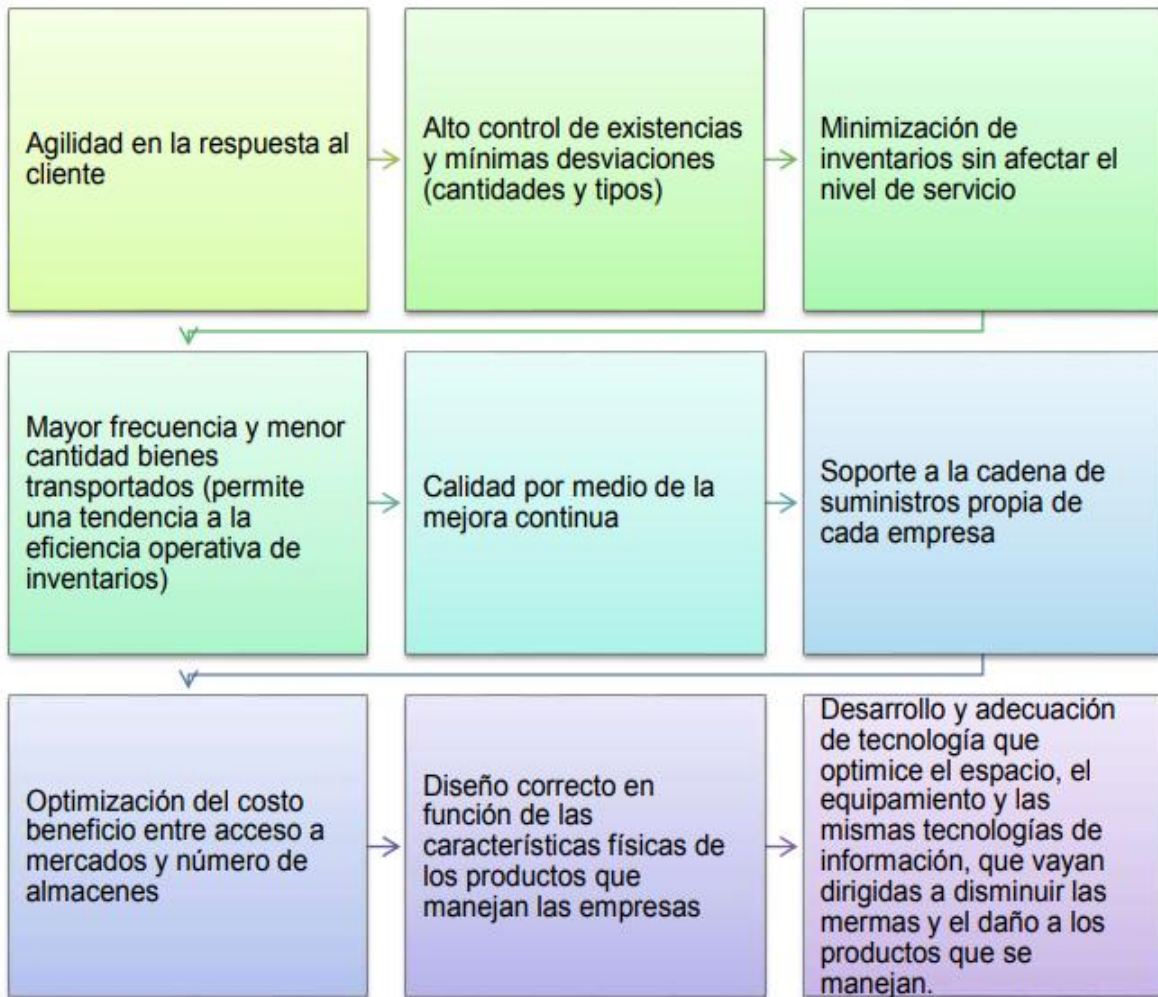 Agilidad en la respuesta al
cliente
Alto control de existencias
y mínimas desviaciones
(cantidades y tipos)
Minimización de
inventarios sin afectar el
nivel de servicio
Mayor frecuencia y menor
cantidad bienes
transportados (permite
una tendencia a la
eficiencia operativa de
inventarios)
Calidad por medio de la
mejora continua
Soporte a la cadena de
suministros propia de
cada empresa
Optimización del costo
beneficio entre acceso a
mercados y número de
almacenes
Diseño correcto en
función de las
características físicas de
los productos que
manejan las empresas
Desarrollo y adecuación
de tecnología que
optimice el espacio, el
equipamiento y las
mismas tecnologías de
información, que vayan
dirigidas a disminuir las
mermas y el daño a los
productos que se
manejan.